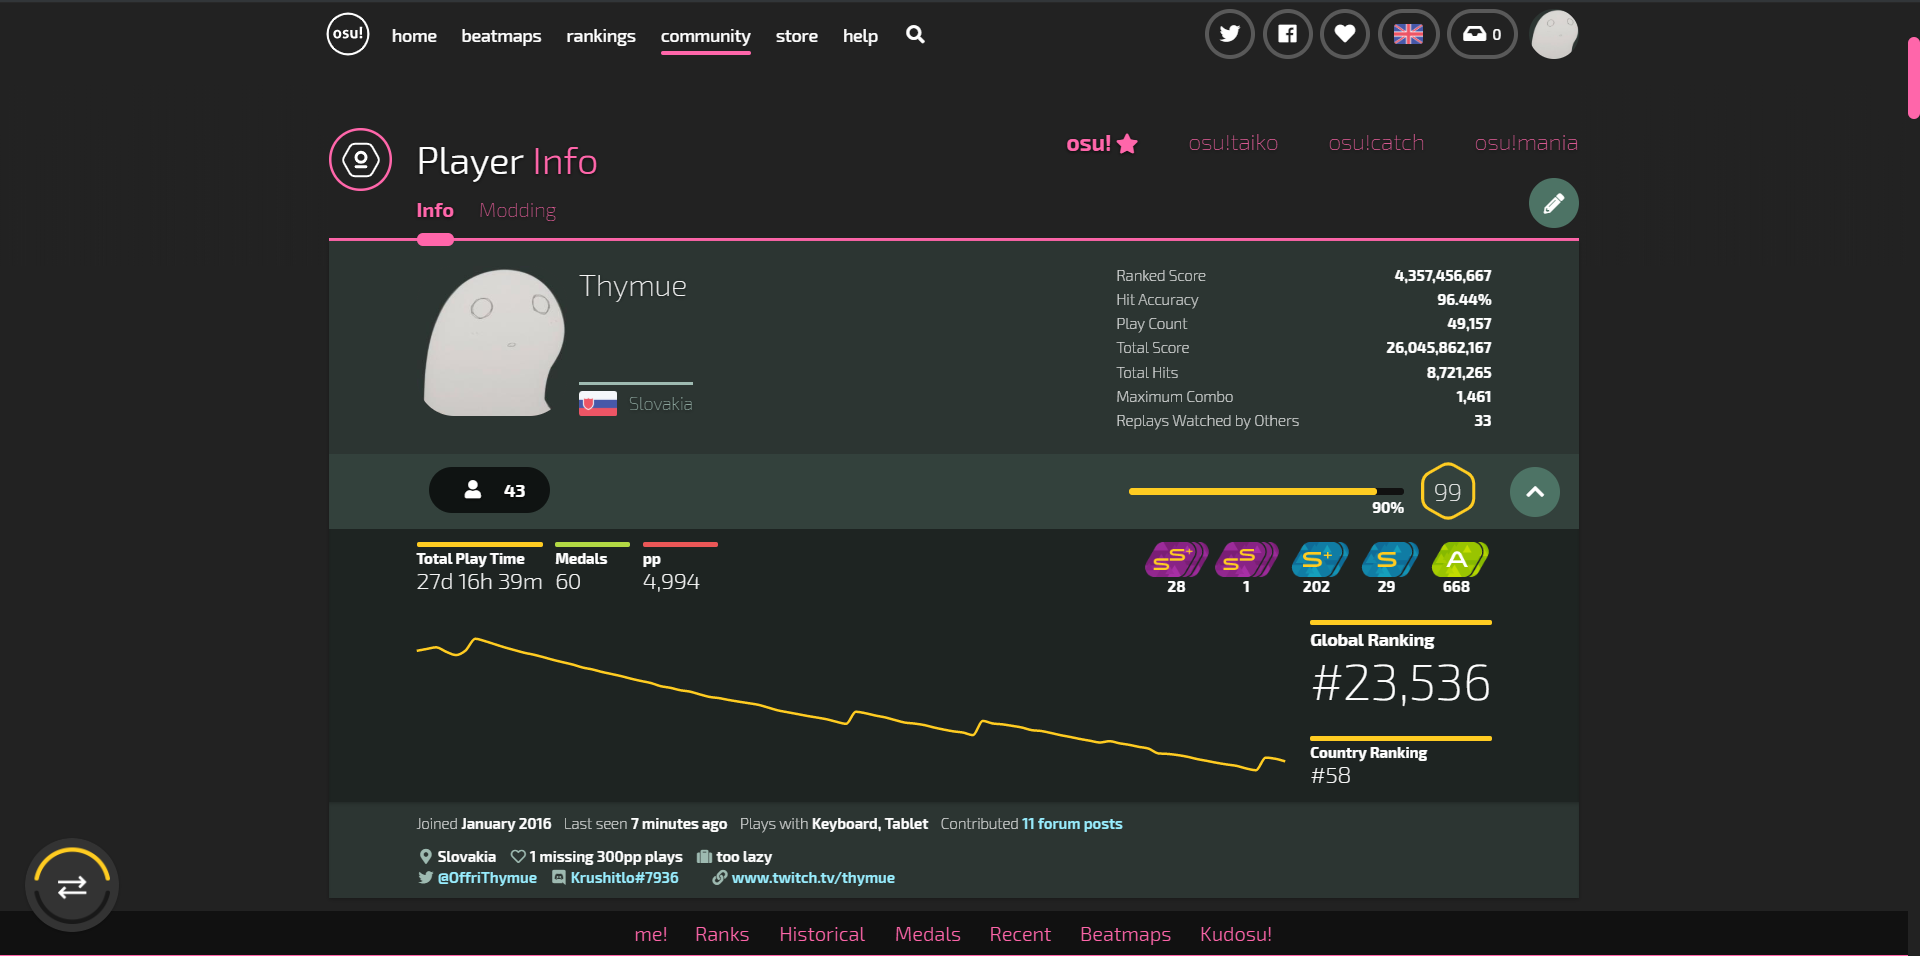 osu! home beatmaps rankings community store help 0
osu! osu!taiko osu!catch osu!mania
Player Info
Info Modding
Thymue
Slovakia
Ranked Score 4,357,456,667
Hit Accuracy 96.44%
Play Count 49,157
Total Score 26,045,862,167
Total Hits 8,721,265
Maximum Combo 1,461
Replays Watched by Others 33
43
90%
99
Total Play Time Medals pp
27d 16h 39m 60 4,994
SS+ SS S+ S A
28 1 202 29 668
Global Ranking
#23,536
Country Ranking
#58
Joined January 2016 Last seen 7 minutes ago Plays with Keyboard, Tablet Contributed 11 forum posts
Slovakia 1 missing 300pp plays too lazy
@OffriThymue Krushitlo#7936 www.twitch.tv/thymue
me! Ranks Historical Medals Recent Beatmaps Kudosu!